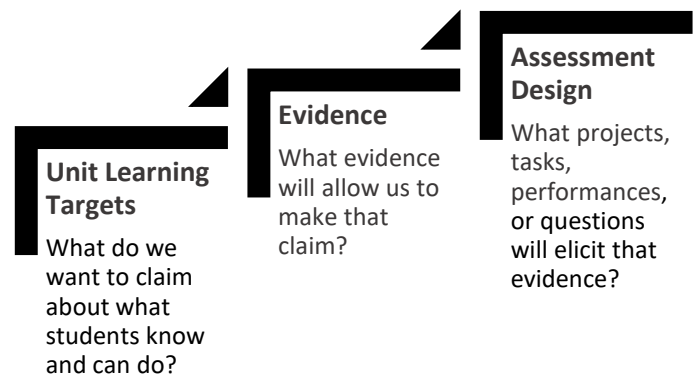 Unit Learning
Targets
What do we
want to claim
about what
students know
and can do?
Evidence
What evidence
will allow us to
make that
claim?
Assessment
Design
What projects,
tasks,
performances,
or questions
will elicit that
evidence?